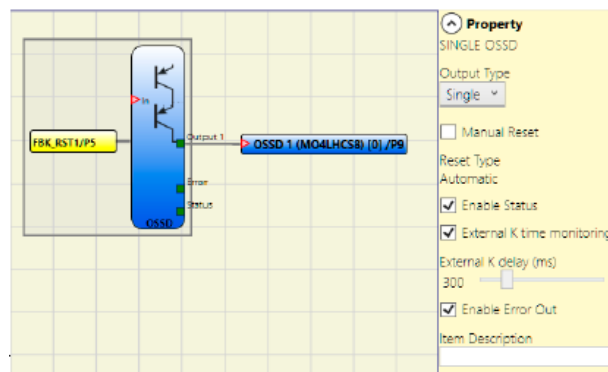 In
FBK_RST1/P5
Output 1
OSSD 1 (MO4LHCS8) [0] /P9
Error
Status
OSSD
Property
SINGLE OSSD
Output Type
Single
Manual Reset
Reset Type
Automatic
Enable Status
External K time monitoring
External K delay (ms)
300
Enable Error Out
Item Description